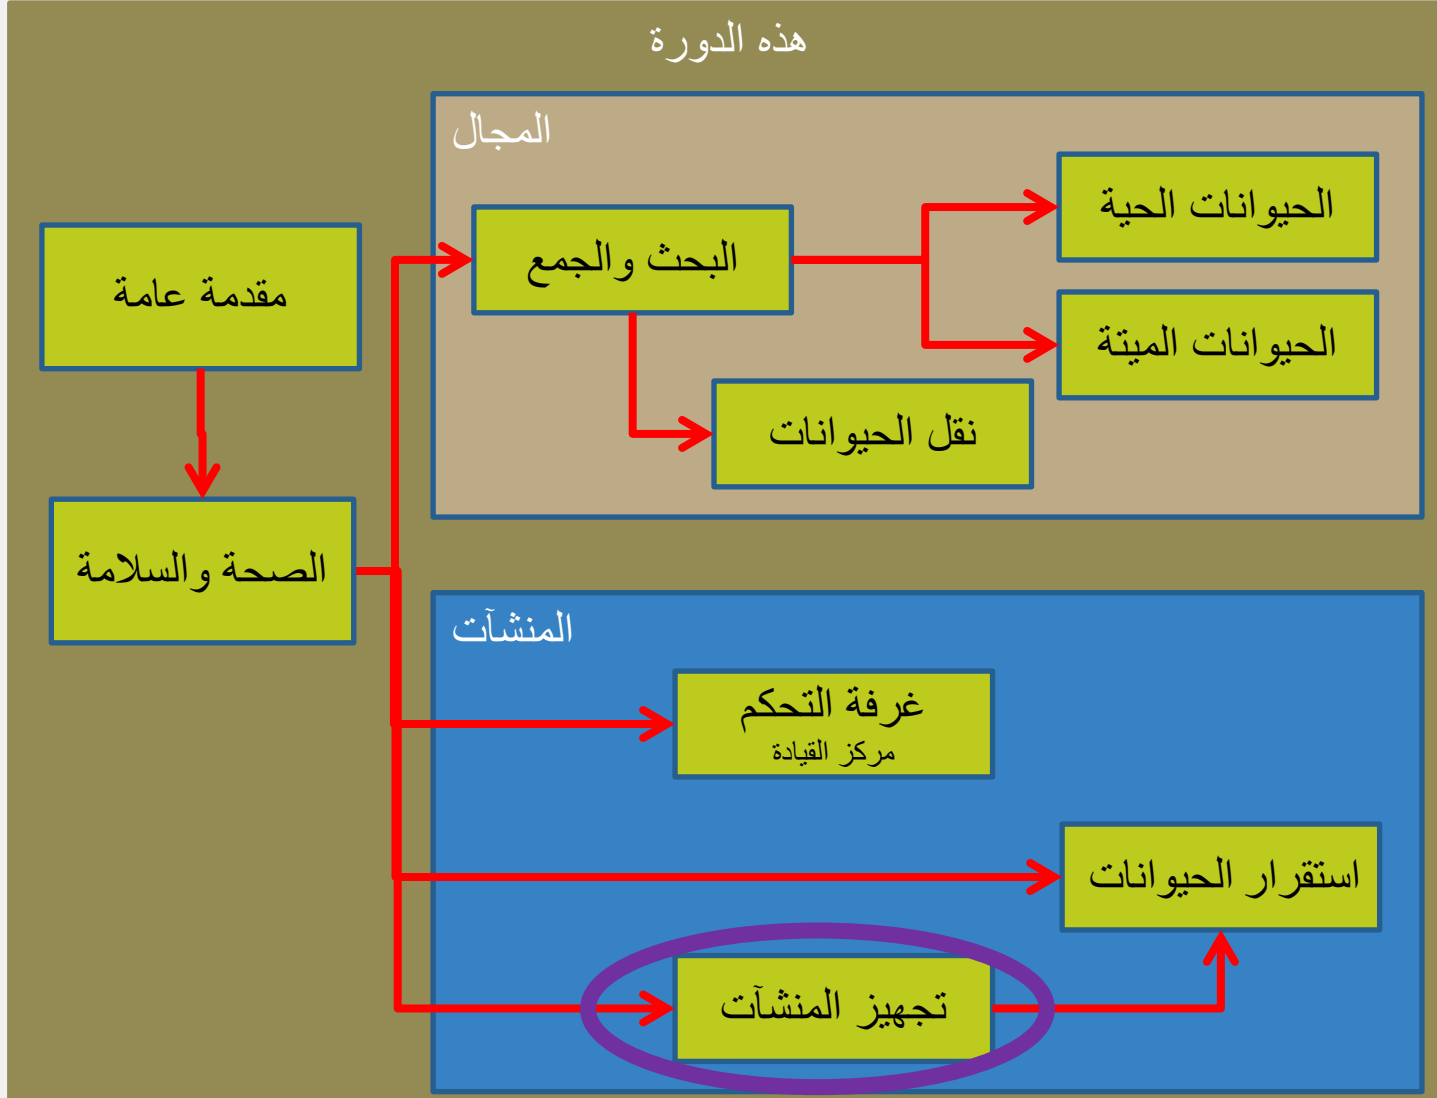 هذه الدورة
المجال
الحيوانات الحية
البحث والجمع
مقدمة عامة
الحيوانات الميتة
نقل الحيوانات
الصحة والسلامة
المنشآت
غرفة التحكم
مركز القيادة
استقرار الحيوانات
تجهيز المنشآت